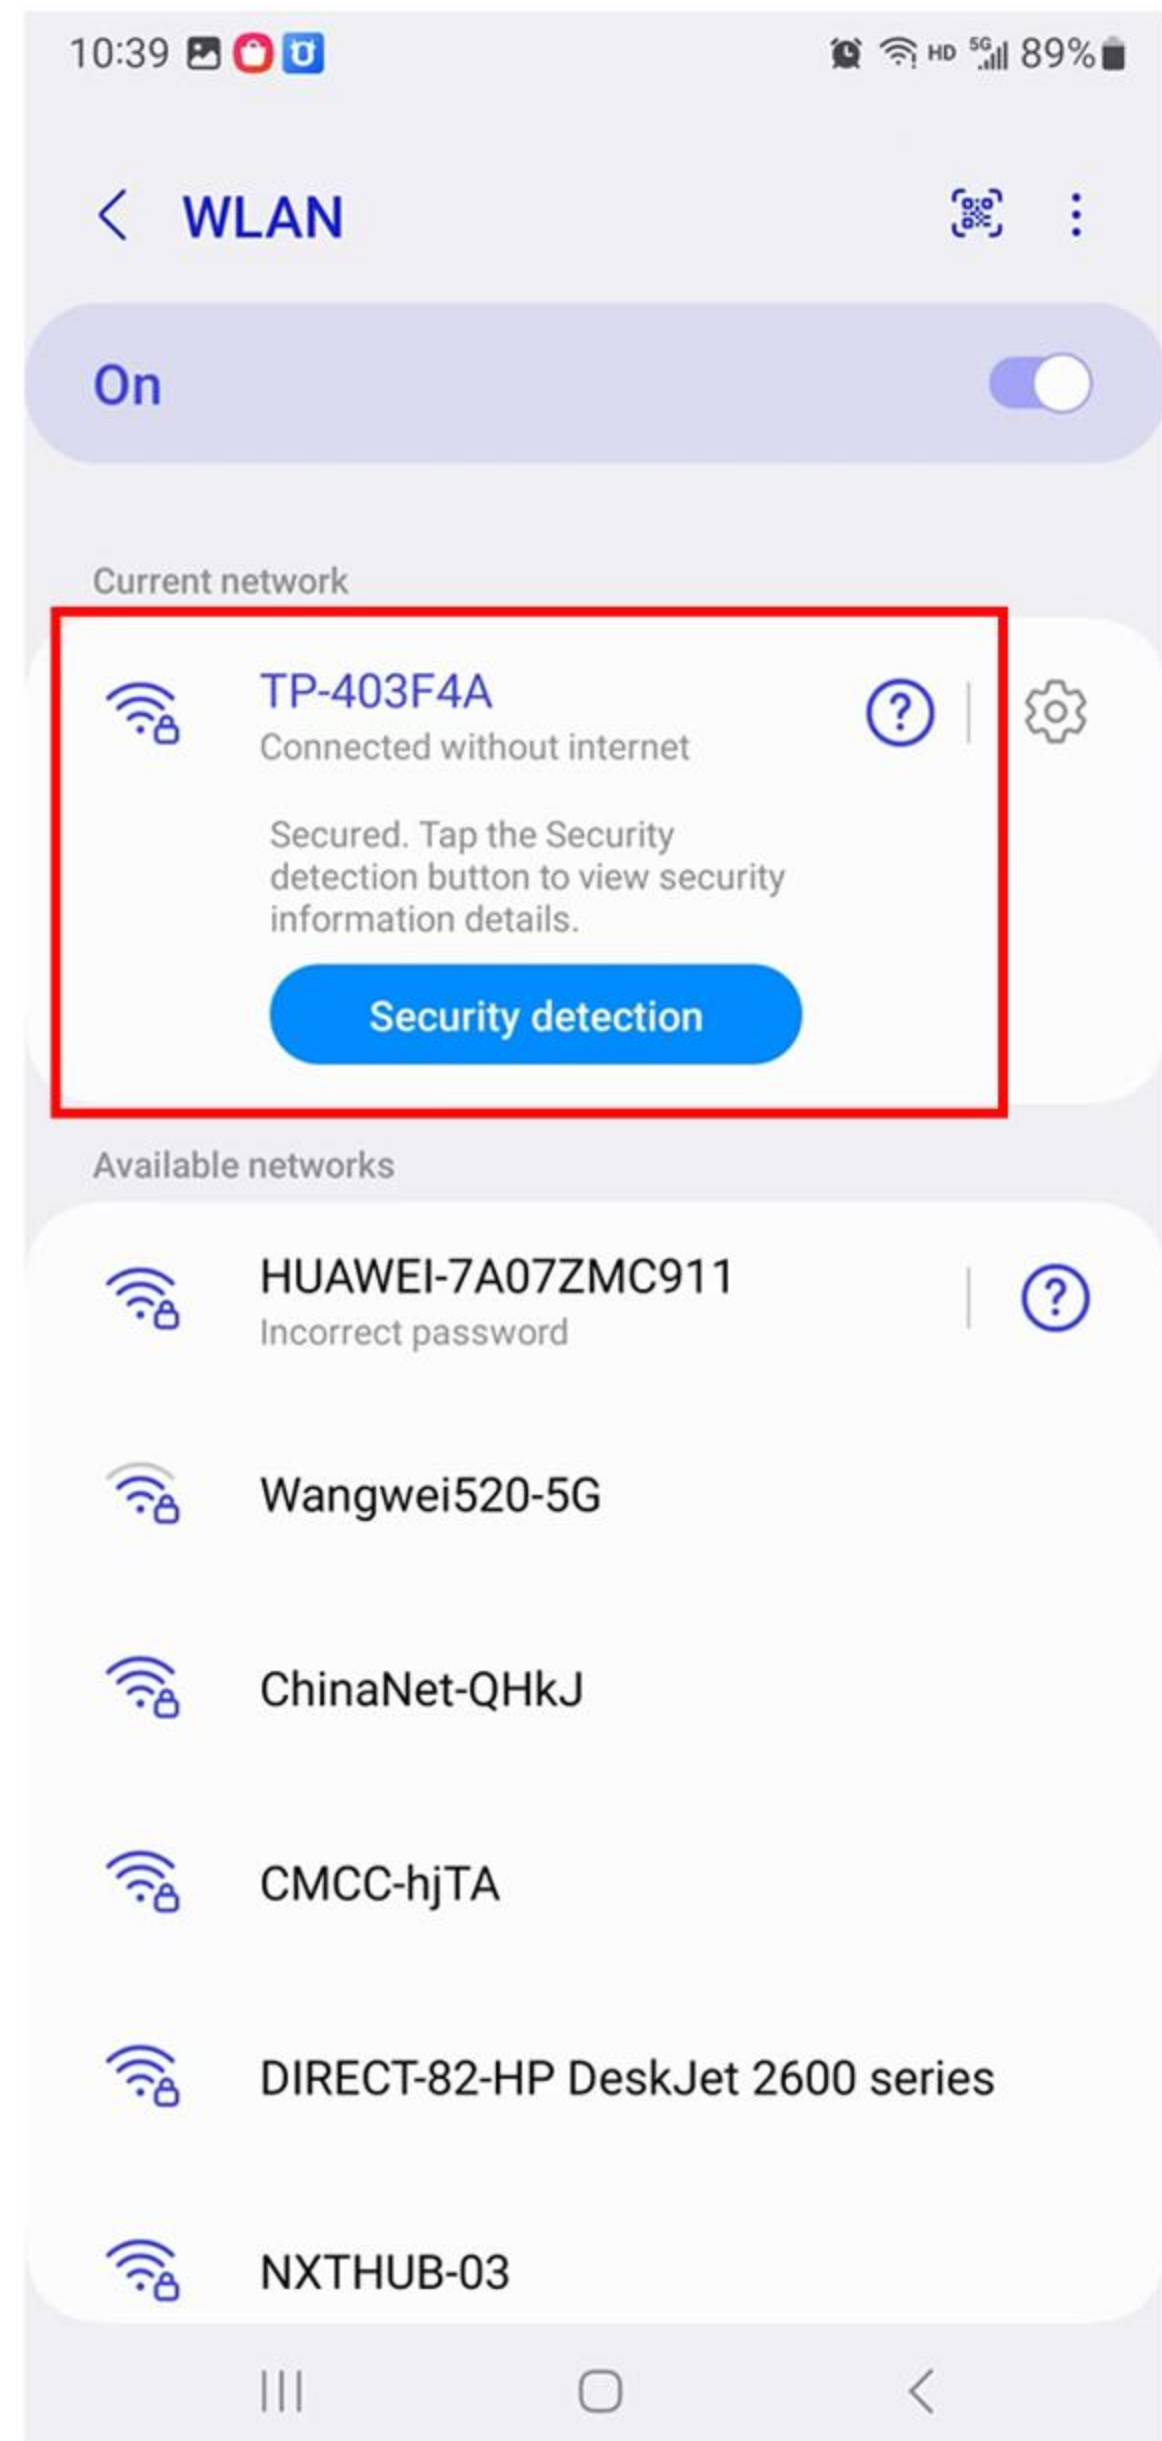 10:39 HD 5G 89%
WLAN
On
Current network
TP-403F4A
Connected without internet
Secured. Tap the Security
detection button to view security
information details.
Security detection
Available networks
HUAWEI-7A07ZMC911
Incorrect password
Wangwei520-5G
ChinaNet-QHkJ
CMCC-hjTA
DIRECT-82-HP DeskJet 2600 series
NXTHUB-03